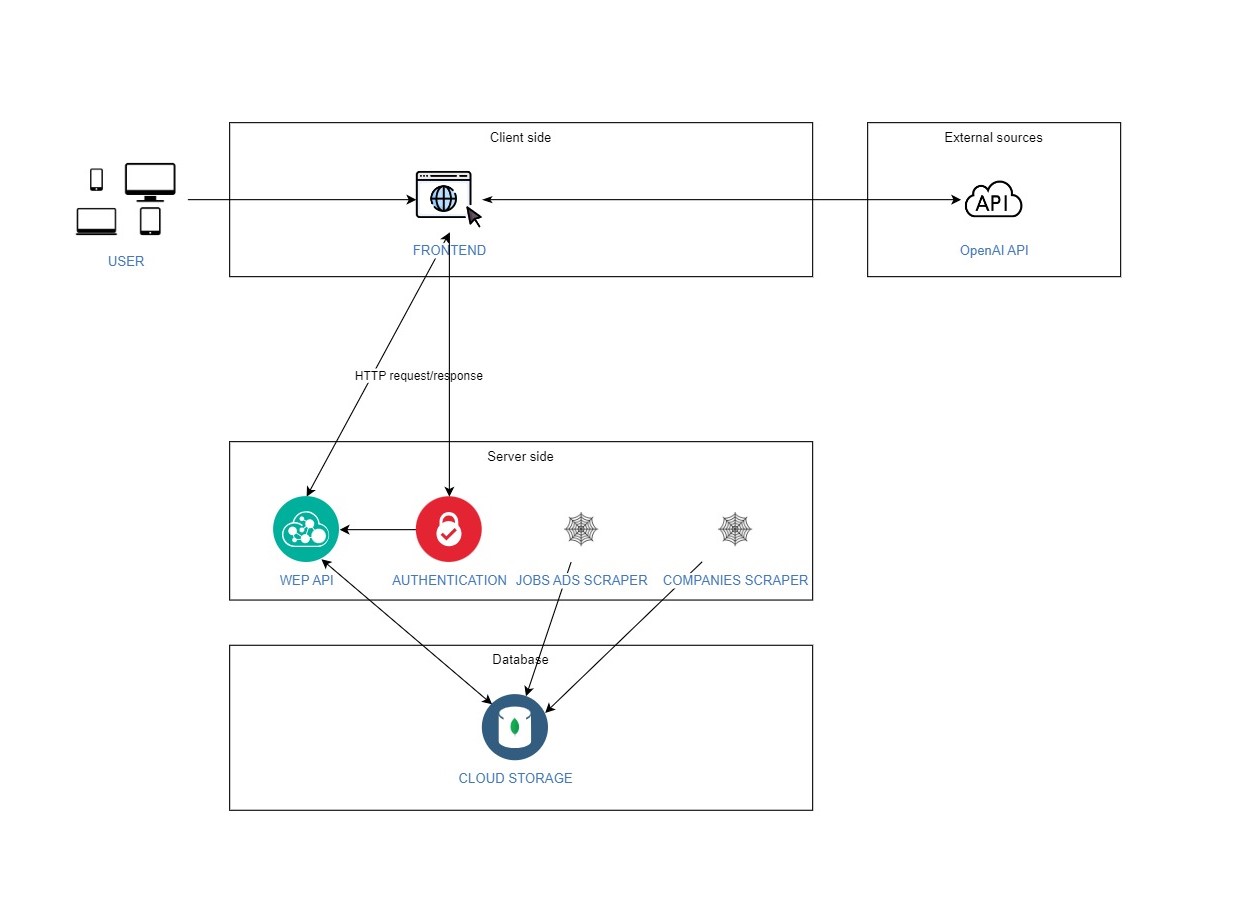 Client side
External sources
API
FRONTEND
OpenAI API
USER
HTTP request/response
Server side
WEP API
AUTHENTICATION
JOBS ADS SCRAPER
COMPANIES SCRAPER
Database
CLOUD STORAGE